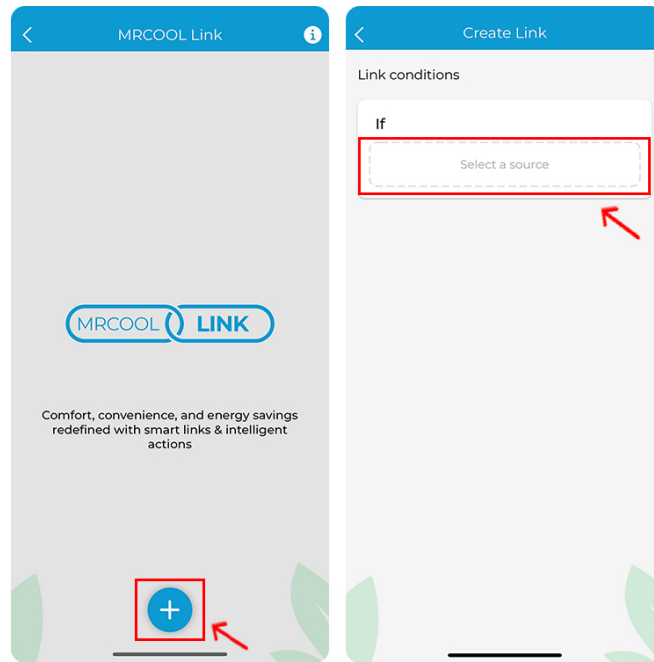 MRCOOL Link
MRCOOL LINK
Comfort, convenience, and energy savings
redefined with smart links & intelligent
actions
Create Link
Link conditions
If
Select a source